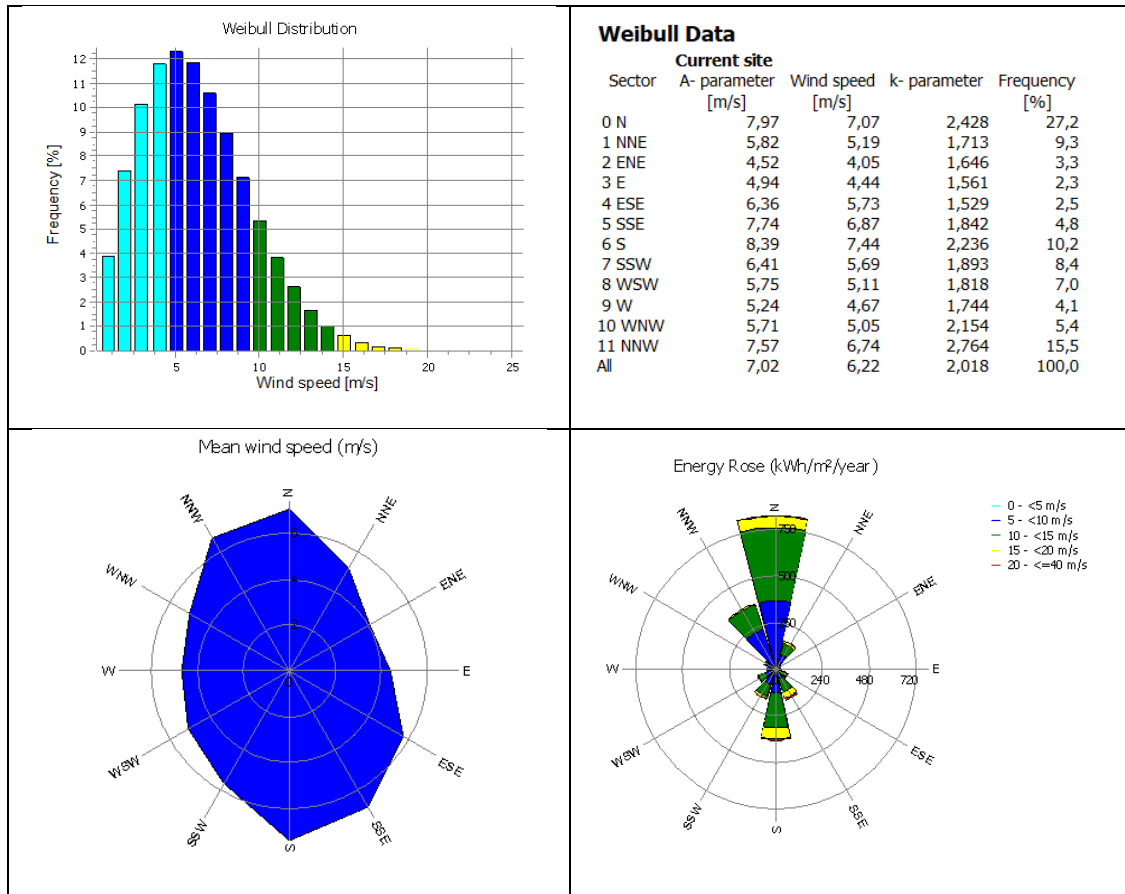 Weibull Distribution
Frequency [%]
12
11
10
9
8
7
6
5
4
3
2
1
0
5 10 15 20 25
Wind speed [m/s]
Weibull Data
Current site
Sector A- parameter Wind speed k- parameter Frequency
[m/s] [m/s] [%]
0 N 7,97 7,07 2,428 27,2
1 NNE 5,82 5,19 1,713 9,3
2 ENE 4,52 4,05 1,646 3,3
3 E 4,94 4,44 1,561 2,3
4 ESE 6,36 5,73 1,529 2,5
5 SSE 7,74 6,87 1,842 4,8
6 S 8,39 7,44 2,236 10,2
7 SSW 6,41 5,69 1,893 8,4
8 WSW 5,75 5,11 1,818 7,0
9 W 5,24 4,67 1,744 4,1
10 WNW 5,71 5,05 2,154 5,4
11 NNW 7,57 6,74 2,764 15,5
All 7,02 6,22 2,018 100,0
Mean wind speed (m/s)
N
NNW
NNE
6
WNW
ENE
4
2
W
0
E
WSW
ESE
SSW
SSE
S
Energy Rose (kWh/m²/year)
0 - <5 m/s
5 - <10 m/s
10 - <15 m/s
15 - <20 m/s
20 - <=40 m/s
N
NNW
NNE
750
WNW
500
ENE
250
W
E
240 480 720
WSW
ESE
SSW
SSE
S